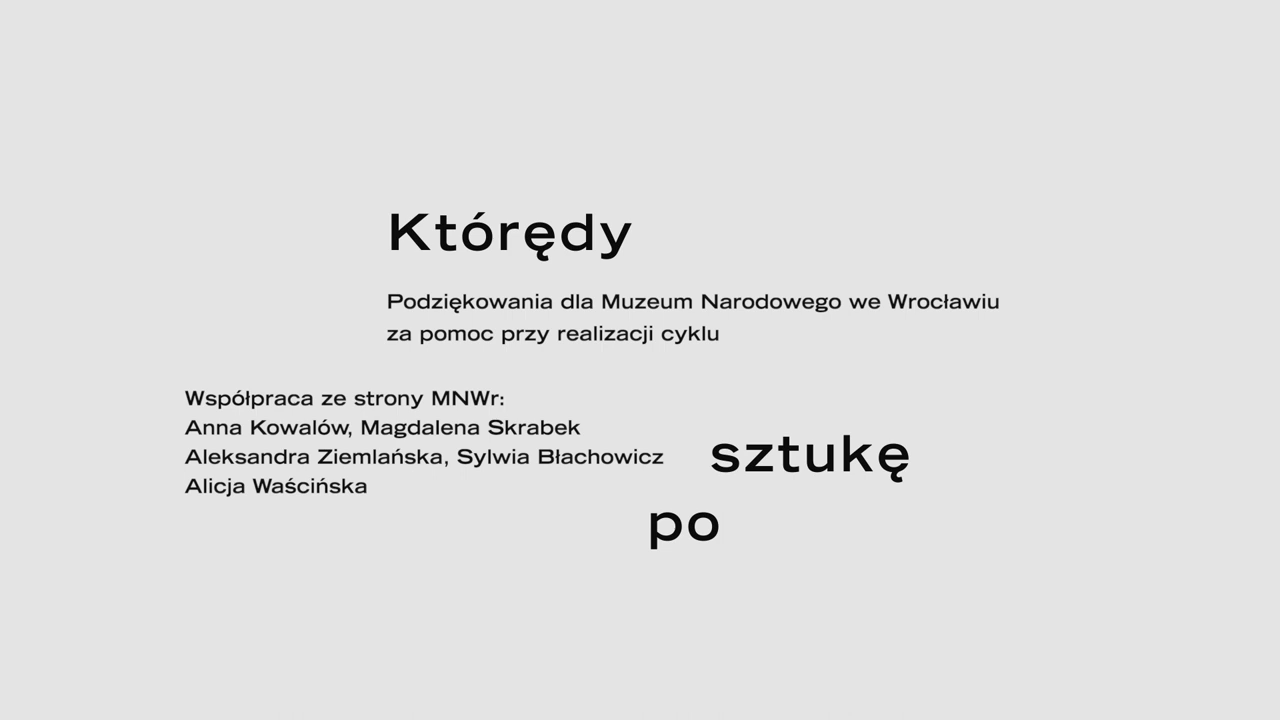 Którędy
Podziękowania dla Muzeum Narodowego we Wrocławiu
za pomoc przy realizacji cyklu
Współpraca ze strony MNWr:
Anna Kowalów, Magdalena Skrabek
Aleksandra Ziemlańska, Sylwia Błachowicz
Alicja Waścińska
sztukę
po